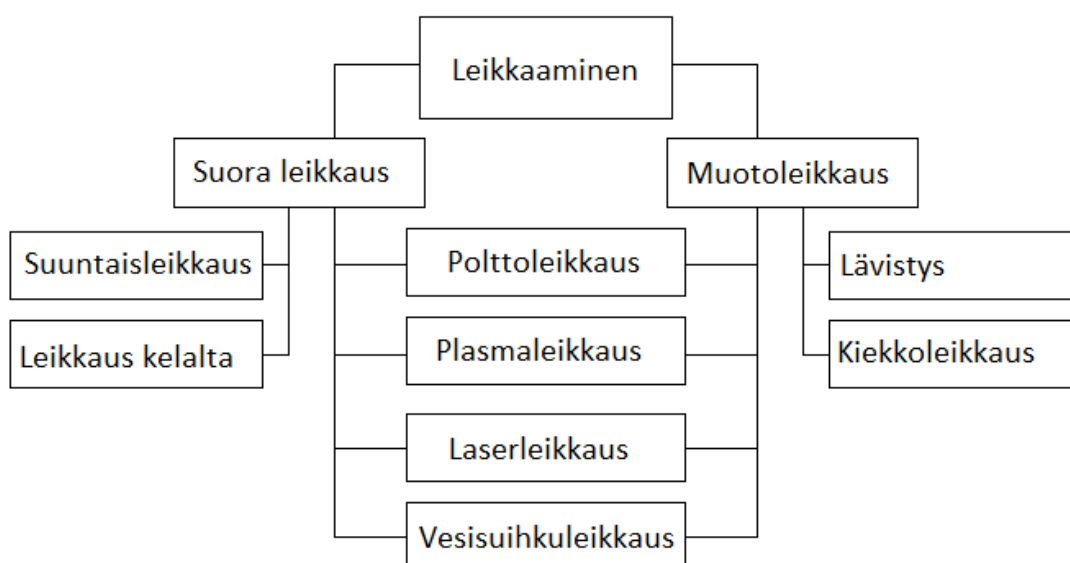 Leikkaaminen
Suora leikkaus
Muotoleikkaus
Suuntaisleikkaus
Polttoleikkaus
Lävistys
Leikkaus kelalta
Plasmaleikkaus
Kiekkoleikkaus
Laserleikkaus
Vesisuihkuleikkaus